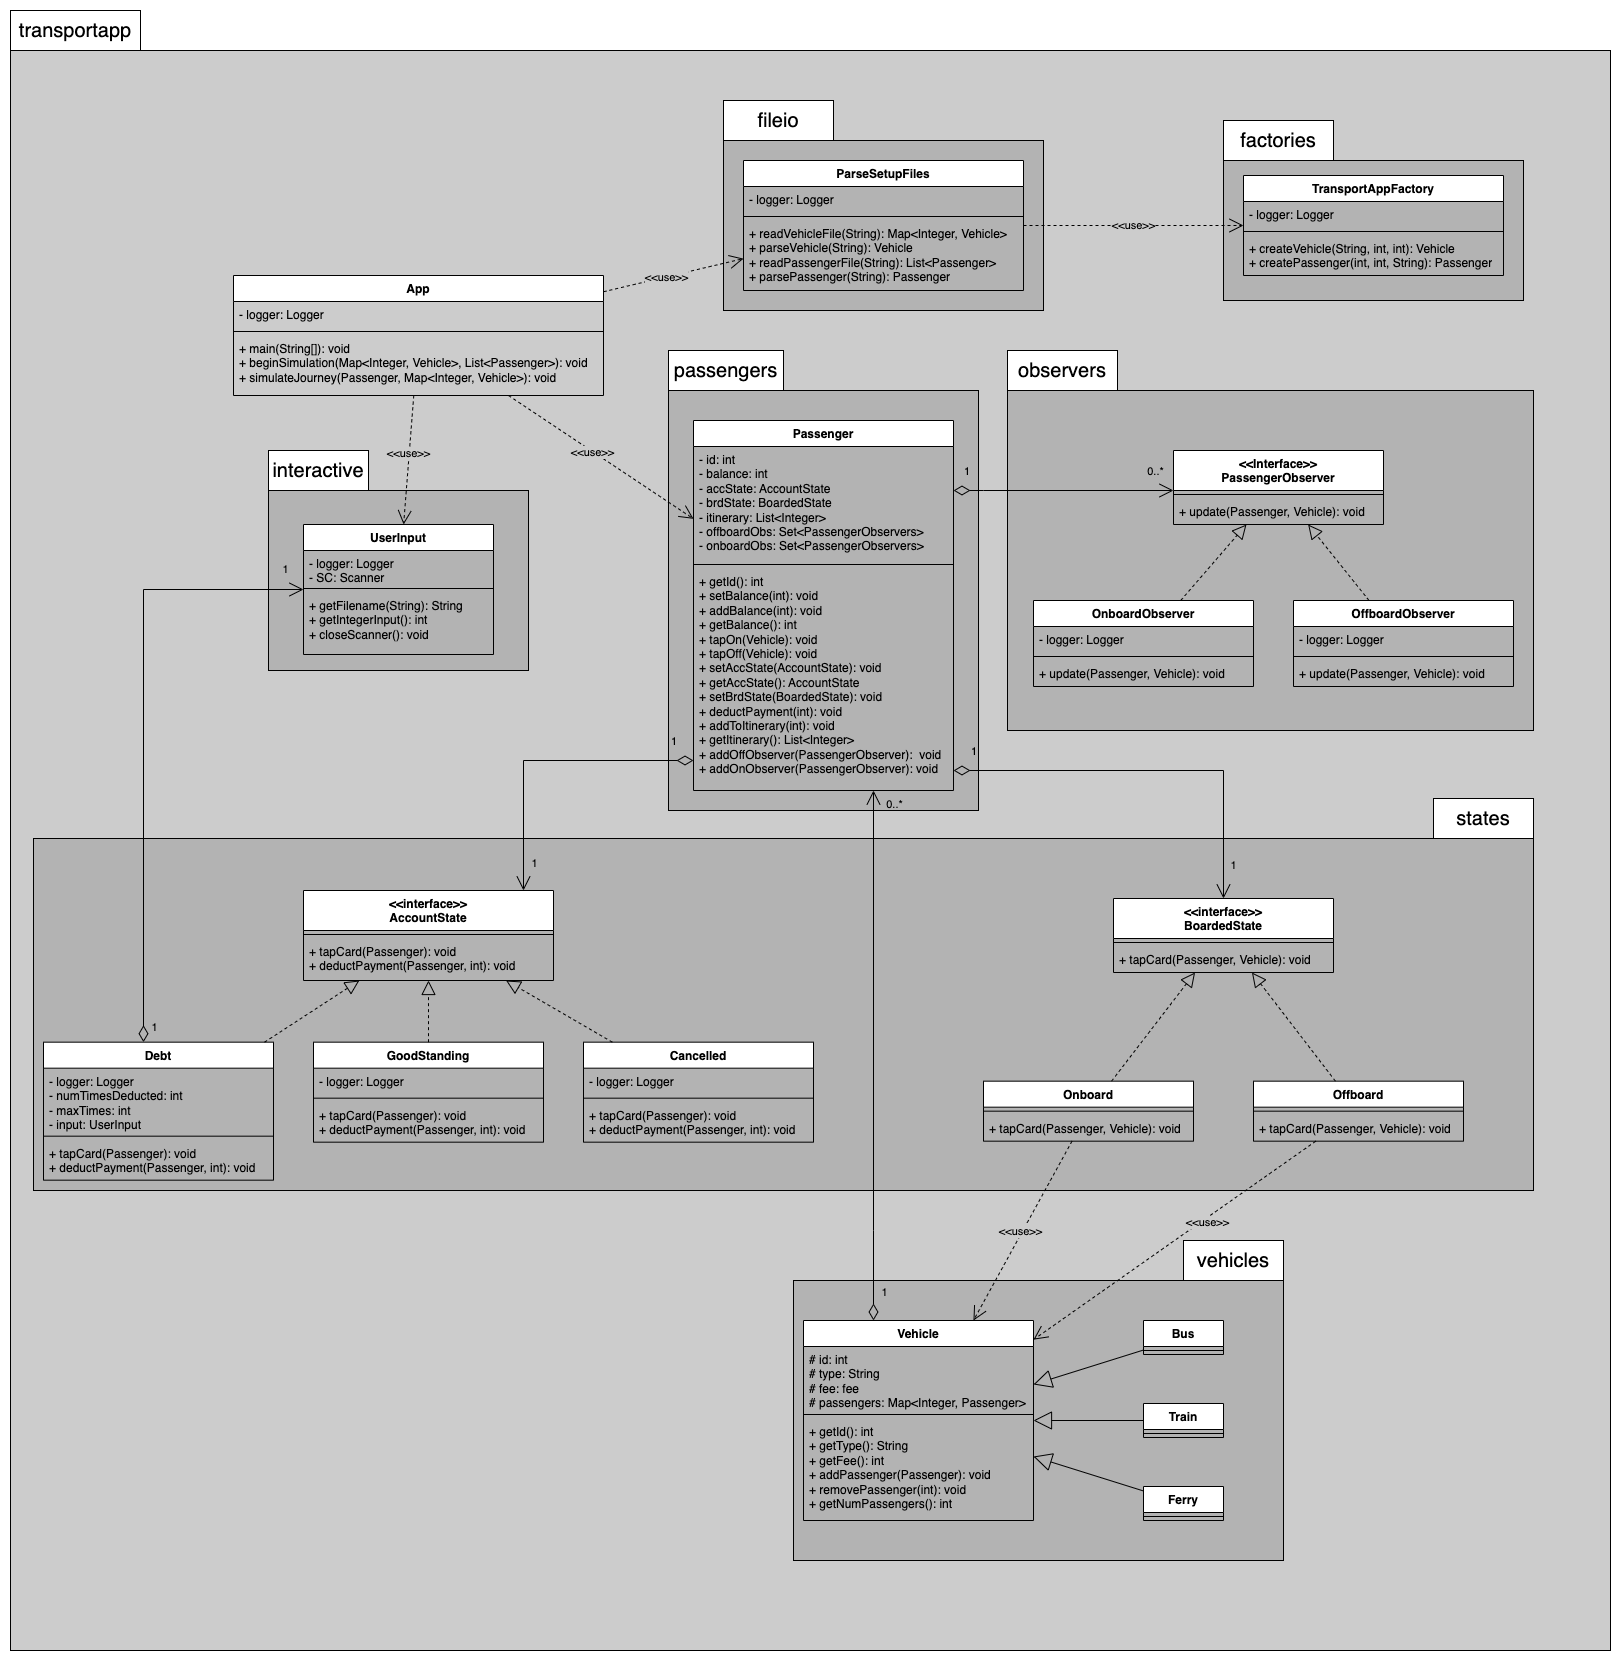 transportapp
fileio
ParseSetupFiles
- logger: Logger
+ readVehicleFile(String): Map<Integer, Vehicle>
+ parseVehicle(String): Vehicle
+ readPassengerFile(String): List<Passenger>
+ parsePassenger(String): Passenger
<<use>>
factories
TransportAppFactory
- logger: Logger
+ createVehicle(String, int, int): Vehicle
+ createPassenger(int, int, String): Passenger
<<use>>
App
- logger: Logger
+ main(String[]): void
+ beginSimulation(Map<Integer, Vehicle>, List<Passenger>): void
+ simulateJourney(Passenger, Map<Integer, Vehicle>): void
<<use>>
<<use>>
interactive
UserInput
- logger: Logger
- SC: Scanner
+ getFilename(String): String
+ getIntegerInput(): int
+ closeScanner(): void
1
passengers
Passenger
- id: int
- balance: int
- accState: AccountState
- brdState: BoardedState
- itinerary: List<Integer>
- offboardObs: Set<PassengerObservers>
- onboardObs: Set<PassengerObservers>
+ getId(): int
+ setBalance(int): void
+ addBalance(int): void
+ getBalance(): int
+ tapOn(Vehicle): void
+ tapOff(Vehicle): void
+ setAccState(AccountState): void
+ getAccState(): AccountState
+ setBrdState(BoardedState): void
+ deductPayment(int): void
+ addToItinerary(int): void
+ getItinerary(): List<Integer>
+ addOffObserver(PassengerObserver):  void
+ addOnObserver(PassengerObserver): void
1
1
1
0..*
observers
0..*
<<Interface>>
PassengerObserver
+ update(Passenger, Vehicle): void
OnboardObserver
- logger: Logger
+ update(Passenger, Vehicle): void
OffboardObserver
- logger: Logger
+ update(Passenger, Vehicle): void
states
1
<<interface>>
AccountState
+ tapCard(Passenger): void
+ deductPayment(Passenger, int): void
1
<<interface>>
BoardedState
+ tapCard(Passenger, Vehicle): void
1
Debt
- logger: Logger
- numTimesDeducted: int
- maxTimes: int
- input: UserInput
+ tapCard(Passenger): void
+ deductPayment(Passenger, int): void
GoodStanding
- logger: Logger
+ tapCard(Passenger): void
+ deductPayment(Passenger, int): void
Cancelled
- logger: Logger
+ tapCard(Passenger): void
+ deductPayment(Passenger, int): void
Onboard
+ tapCard(Passenger, Vehicle): void
Offboard
+ tapCard(Passenger, Vehicle): void
<<use>>
<<use>>
vehicles
1
Vehicle
# id: int
# type: String
# fee: fee
# passengers: Map<Integer, Passenger>
+ getId(): int
+ getType(): String
+ getFee(): int
+ addPassenger(Passenger): void
+ removePassenger(int): void
+ getNumPassengers(): int
Bus
Train
Ferry